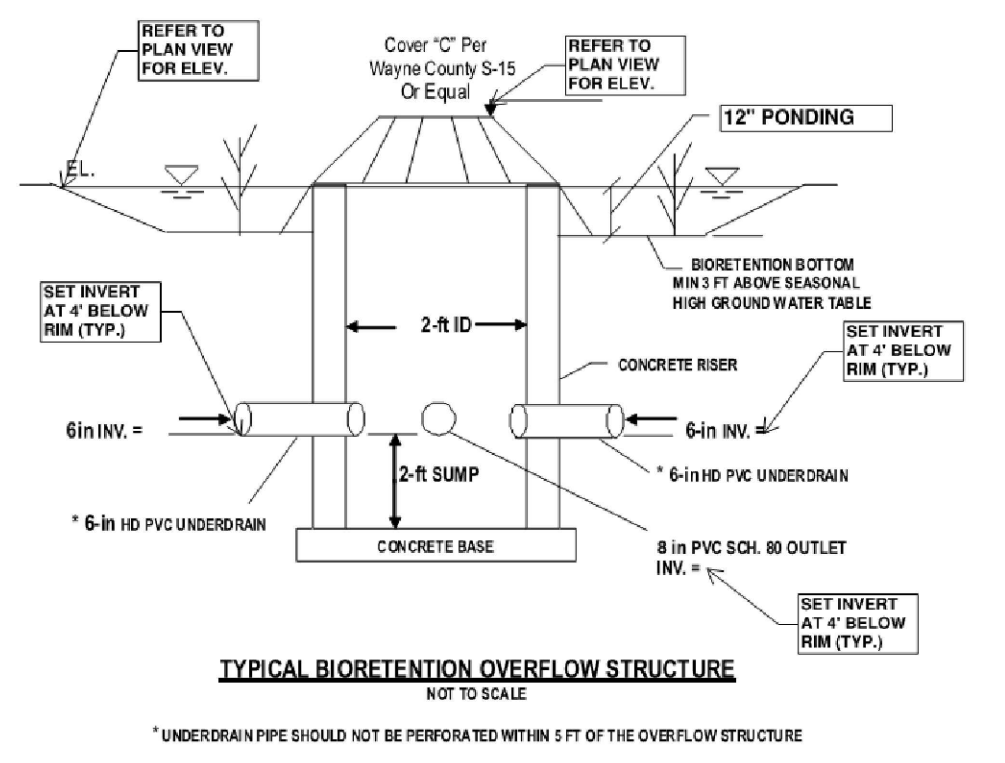 REFER TO
PLAN VIEW
FOR ELEV.
Cover "C" Per
Wayne County S-15
Or Equal
REFER TO
PLAN VIEW
FOR ELEV.
12" PONDING
EL.
BIORETENTION BOTTOM
MIN 3 FT ABOVE SEASONAL
HIGH GROUND WATER TABLE
SET INVERT
AT 4' BELOW
RIM (TYP.)
2-ft ID
SET INVERT
AT 4' BELOW
RIM (TYP.)
CONCRETE RISER
6in INV. =
6-in INV. =
2-ft SUMP
* 6-in HD PVC UNDERDRAIN
* 6-in HD PVC UNDERDRAIN
CONCRETE BASE
8 in PVC SCH. 80 OUTLET
INV. =
SET INVERT
AT 4' BELOW
RIM (TYP.)
TYPICAL BIORETENTION OVERFLOW STRUCTURE
NOT TO SCALE
* UNDERDRAIN PIPE SHOULD NOT BE PERFORATED WITHIN 5 FT OF THE OVERFLOW STRUCTURE